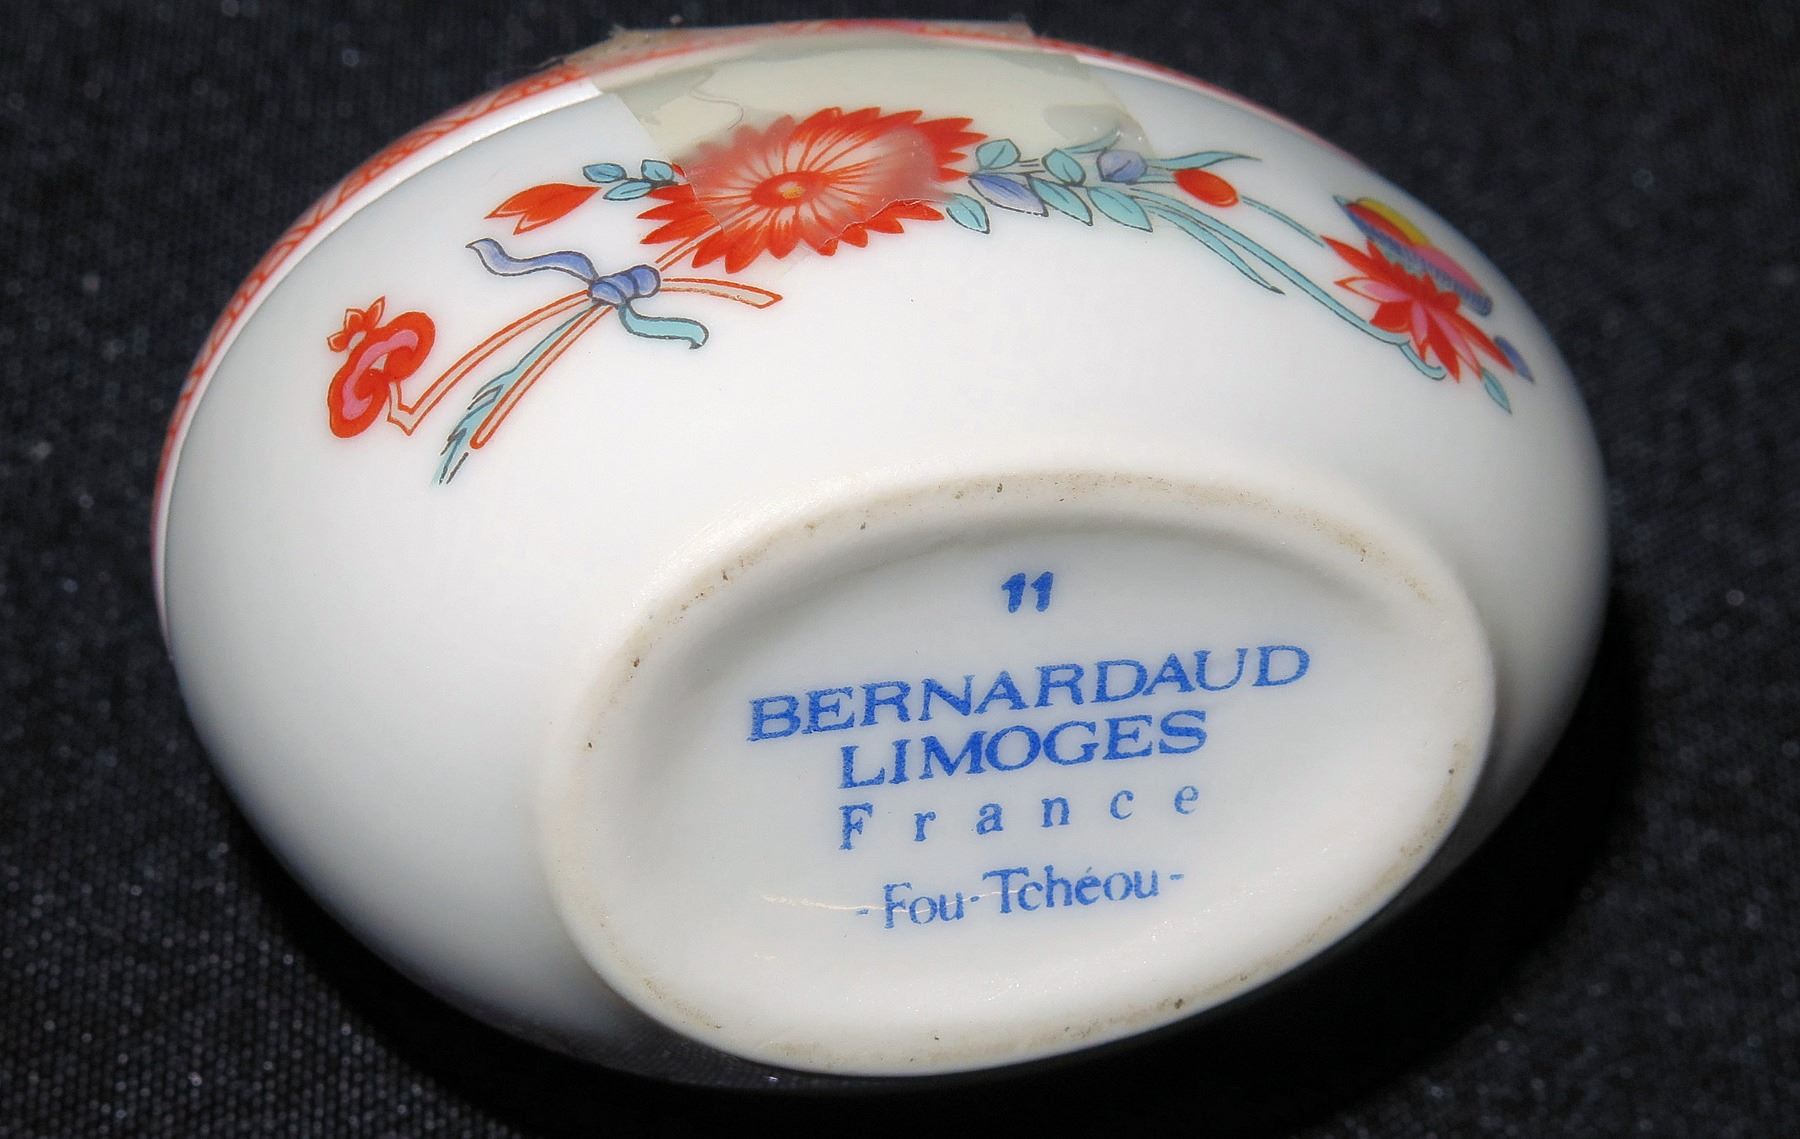 11
BERNARDAUD
LIMOGES
France
-Fou-Tchéou-